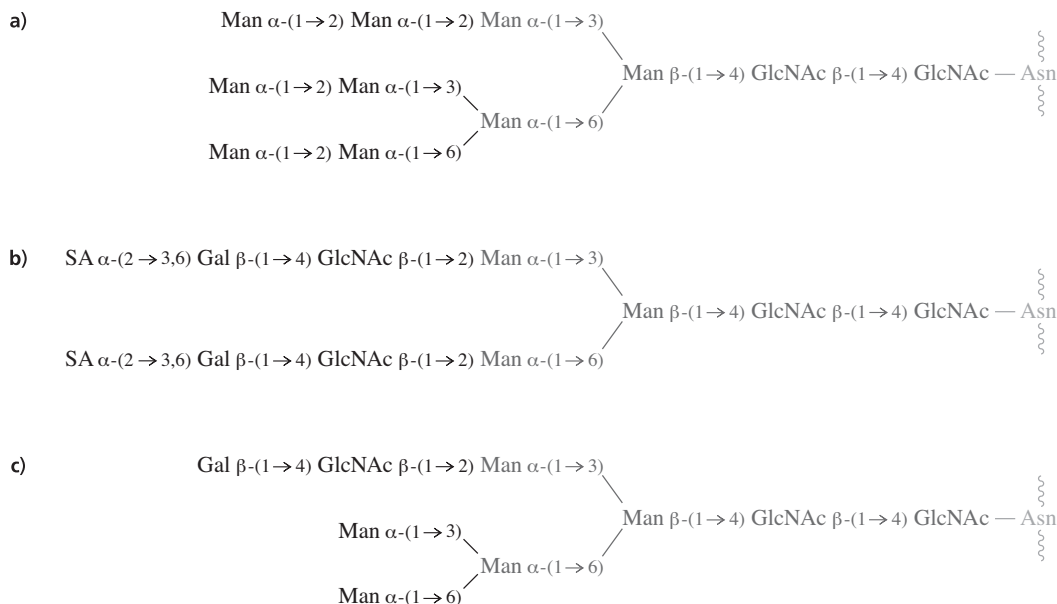 a)
Man α-(1→2) Man α-(1→2) Man α-(1→3)
Man β-(1→4) GlcNAc β-(1→4) GlcNAc — Asn
Man α-(1→2) Man α-(1→3)
Man α-(1→6)
Man α-(1→2) Man α-(1→6)
b)
SA α-(2→3,6) Gal β-(1→4) GlcNAc β-(1→2) Man α-(1→3)
Man β-(1→4) GlcNAc β-(1→4) GlcNAc — Asn
SA α-(2→3,6) Gal β-(1→4) GlcNAc β-(1→2) Man α-(1→6)
c)
Gal β-(1→4) GlcNAc β-(1→2) Man α-(1→3)
Man β-(1→4) GlcNAc β-(1→4) GlcNAc — Asn
Man α-(1→3)
Man α-(1→6)
Man α-(1→6)